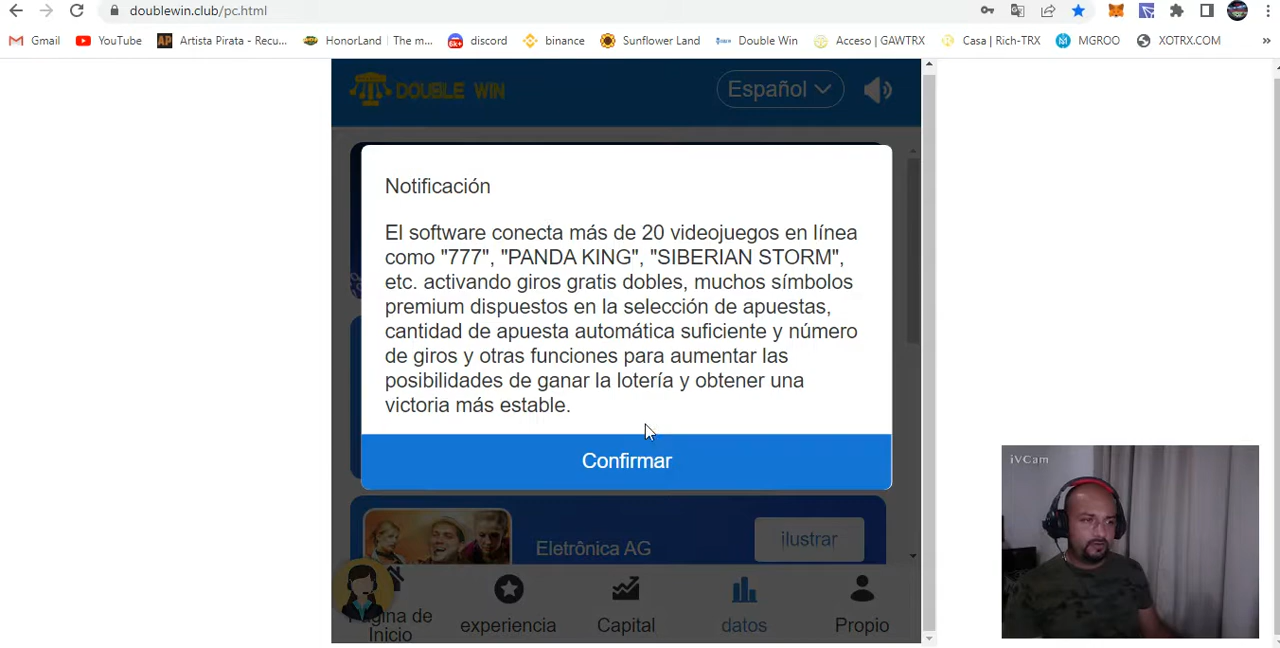 doublewin.club/pc.html
Gmail YouTube Artista Pirata - Recu... HonorLand | The m... discord binance Sunflower Land Double Win Acceso | GAWTRX Casa | Rich-TRX MGROO XOTRX.COM »
DOUBLE WIN Español
Notificación
El software conecta más de 20 videojuegos en línea
como "777", "PANDA KING", "SIBERIAN STORM",
etc. activando giros gratis dobles, muchos símbolos
premium dispuestos en la selección de apuestas,
cantidad de apuesta automática suficiente y número
de giros y otras funciones para aumentar las
posibilidades de ganar la lotería y obtener una
victoria más estable.
Confirmar
iVCam
Eletrônica AG ilustrar
Página de
Inicio
experiencia Capital datos Propio